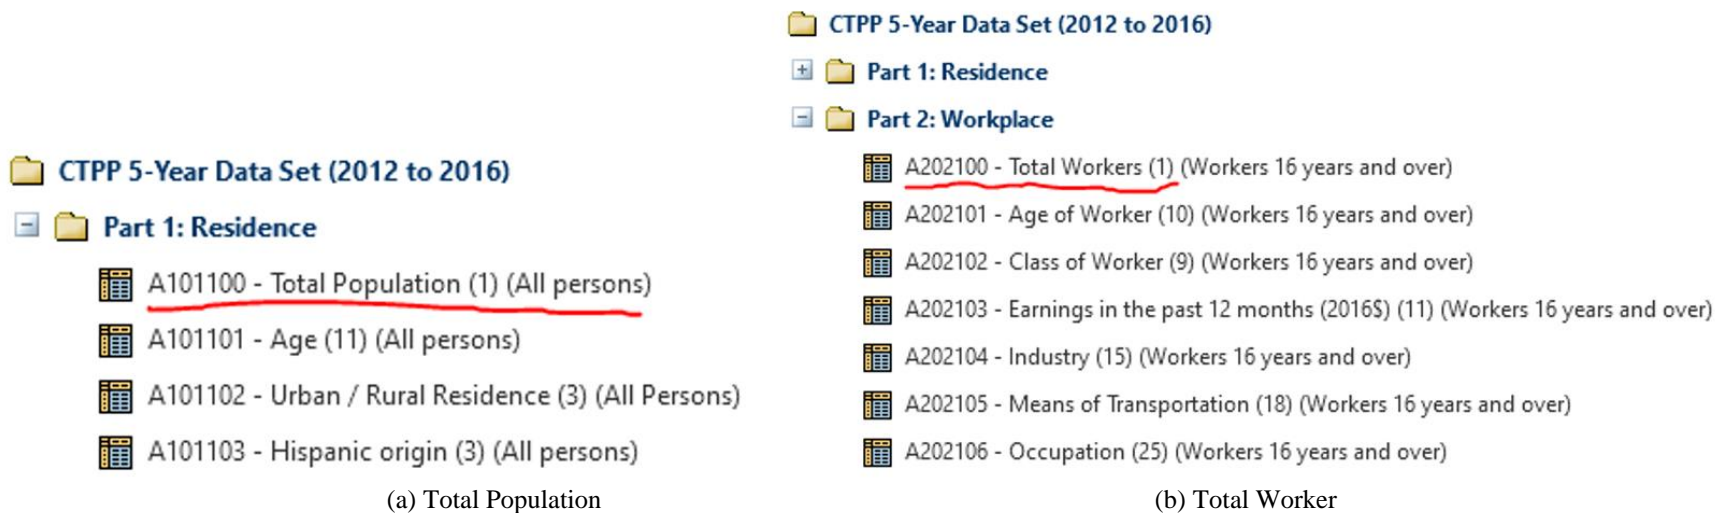 CTPP 5-Year Data Set (2012 to 2016)
Part 1: Residence
A101100 - Total Population (1) (All persons)
A101101 - Age (11) (All persons)
A101102 - Urban / Rural Residence (3) (All Persons)
A101103 - Hispanic origin (3) (All persons)
(a) Total Population
CTPP 5-Year Data Set (2012 to 2016)
Part 1: Residence
Part 2: Workplace
A202100 - Total Workers (1) (Workers 16 years and over)
A202101 - Age of Worker (10) (Workers 16 years and over)
A202102 - Class of Worker (9) (Workers 16 years and over)
A202103 - Earnings in the past 12 months (2016$) (11) (Workers 16 years and over)
A202104 - Industry (15) (Workers 16 years and over)
A202105 - Means of Transportation (18) (Workers 16 years and over)
A202106 - Occupation (25) (Workers 16 years and over)
(b) Total Worker